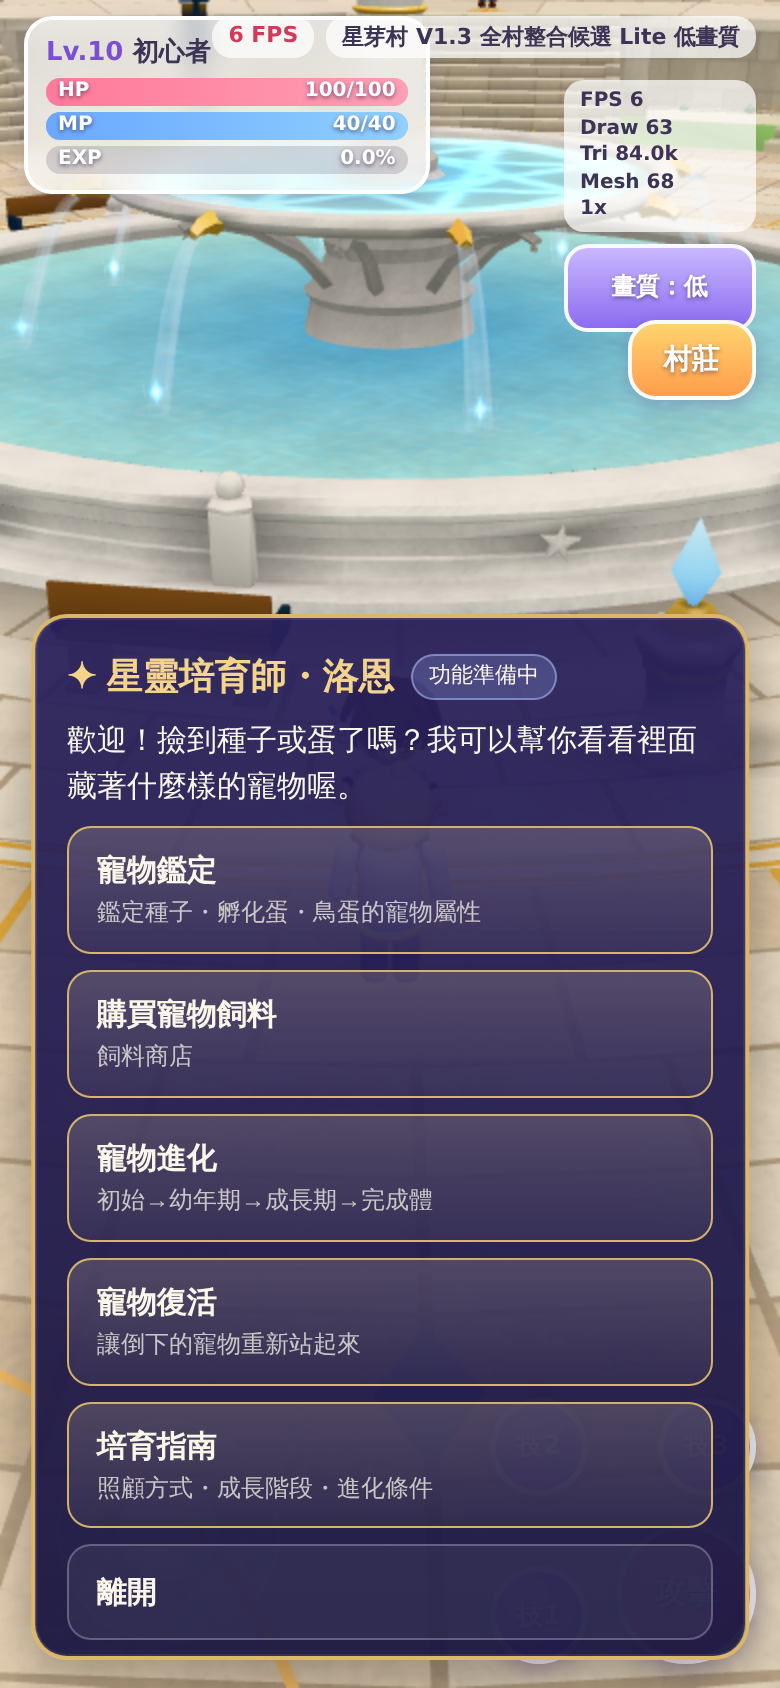 Lv.10 初心者
6 FPS
星芽村 V1.3 全村整合候選 Lite 低畫質
HP 100/100
MP 40/40
EXP 0.0%
FPS 6
Draw 63
Tri 84.0k
Mesh 68
1x
畫質：低
村莊
✦ 星靈培育師・洛恩 功能準備中
歡迎！撿到種子或蛋了嗎？我可以幫你看看裡面
藏著什麼樣的寵物喔。
寵物鑑定
鑑定種子・孵化蛋・鳥蛋的寵物屬性
購買寵物飼料
飼料商店
寵物進化
初始→幼年期→成長期→完成體
寵物復活
讓倒下的寵物重新站起來
技2
技3
培育指南
照顧方式・成長階段・進化條件
離開
技1
攻擊